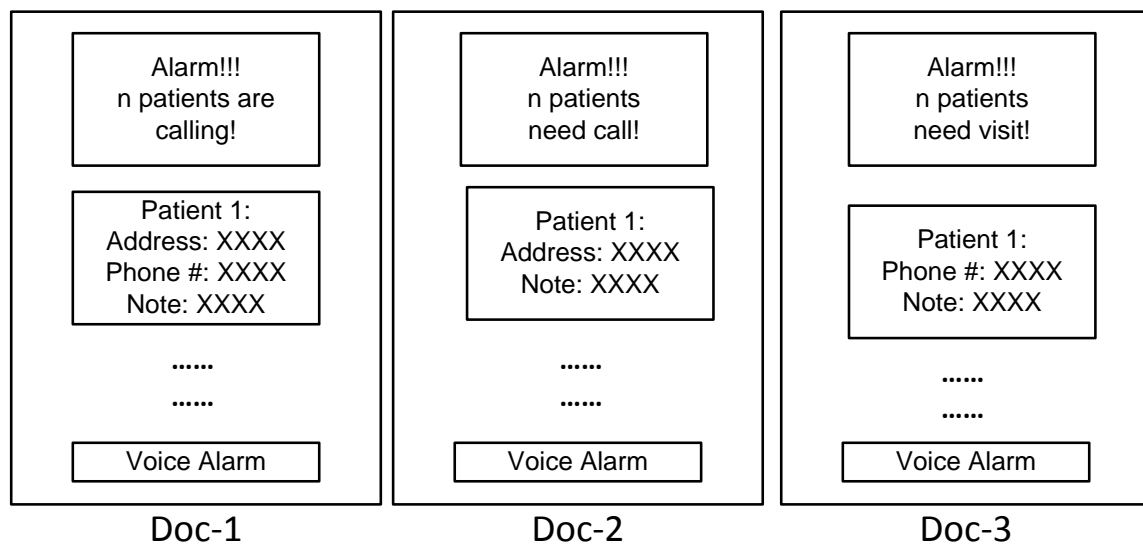 Alarm!!!
n patients are
calling!
Patient 1:
Address: XXXX
Phone #: XXXX
Note: XXXX
……
……
Voice Alarm
Doc-1
Alarm!!!
n patients
need call!
Patient 1:
Address: XXXX
Note: XXXX
……
……
Voice Alarm
Doc-2
Alarm!!!
n patients
need visit!
Patient 1:
Phone #: XXXX
Note: XXXX
……
……
Voice Alarm
Doc-3